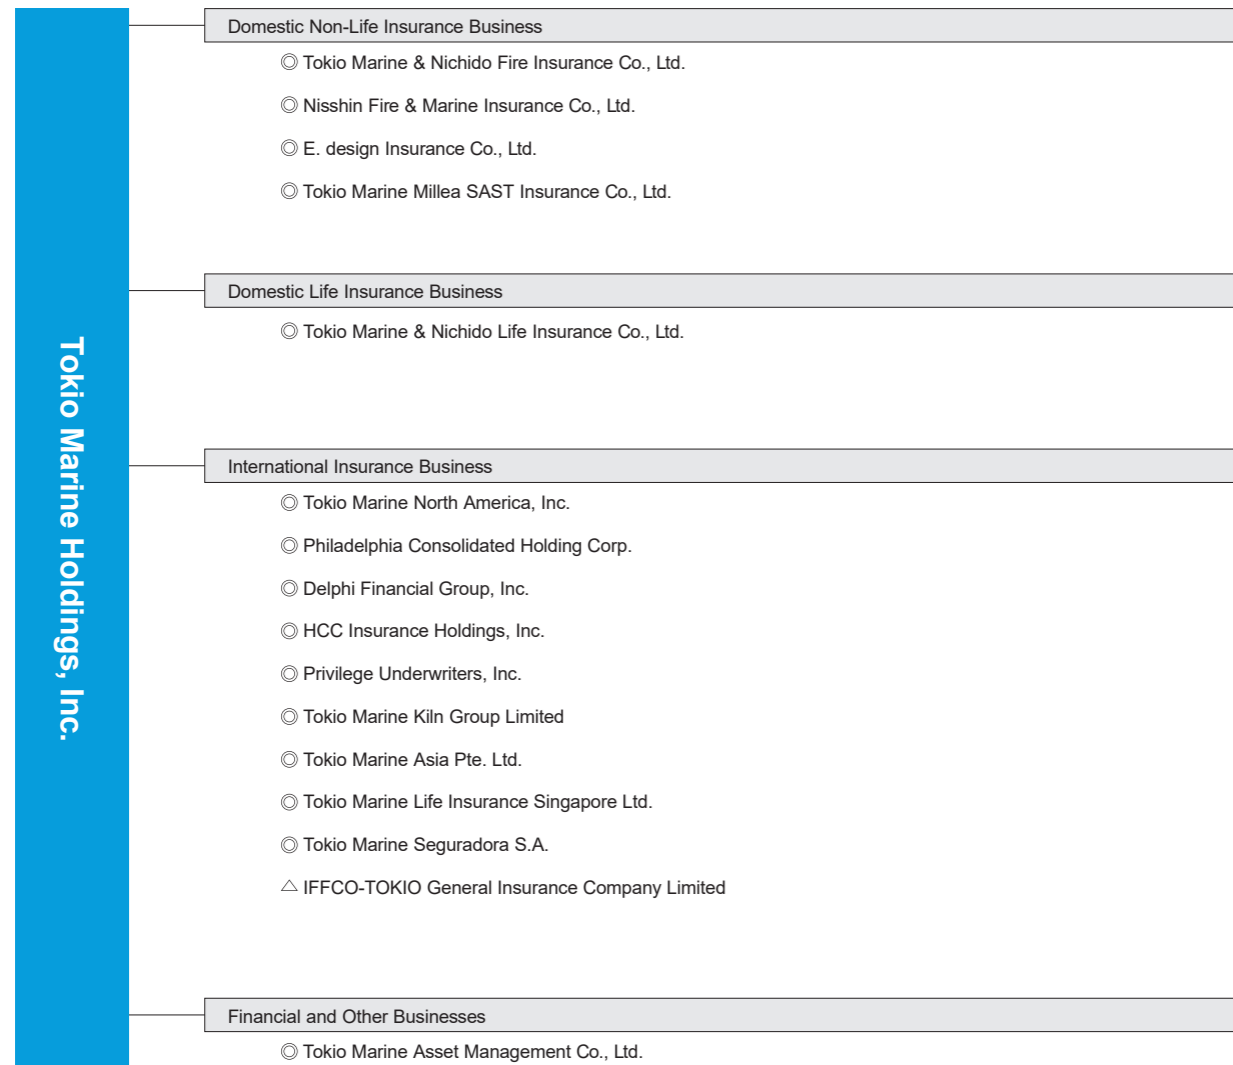 Tokio Marine Holdings, Inc.
Domestic Non-Life Insurance Business
◎ Tokio Marine & Nichido Fire Insurance Co., Ltd.
◎ Nisshin Fire & Marine Insurance Co., Ltd.
◎ E. design Insurance Co., Ltd.
◎ Tokio Marine Millea SAST Insurance Co., Ltd.
Domestic Life Insurance Business
◎ Tokio Marine & Nichido Life Insurance Co., Ltd.
International Insurance Business
◎ Tokio Marine North America, Inc.
◎ Philadelphia Consolidated Holding Corp.
◎ Delphi Financial Group, Inc.
◎ HCC Insurance Holdings, Inc.
◎ Privilege Underwriters, Inc.
◎ Tokio Marine Kiln Group Limited
◎ Tokio Marine Asia Pte. Ltd.
◎ Tokio Marine Life Insurance Singapore Ltd.
◎ Tokio Marine Seguradora S.A.
△ IFFCO-TOKIO General Insurance Company Limited
Financial and Other Businesses
◎ Tokio Marine Asset Management Co., Ltd.